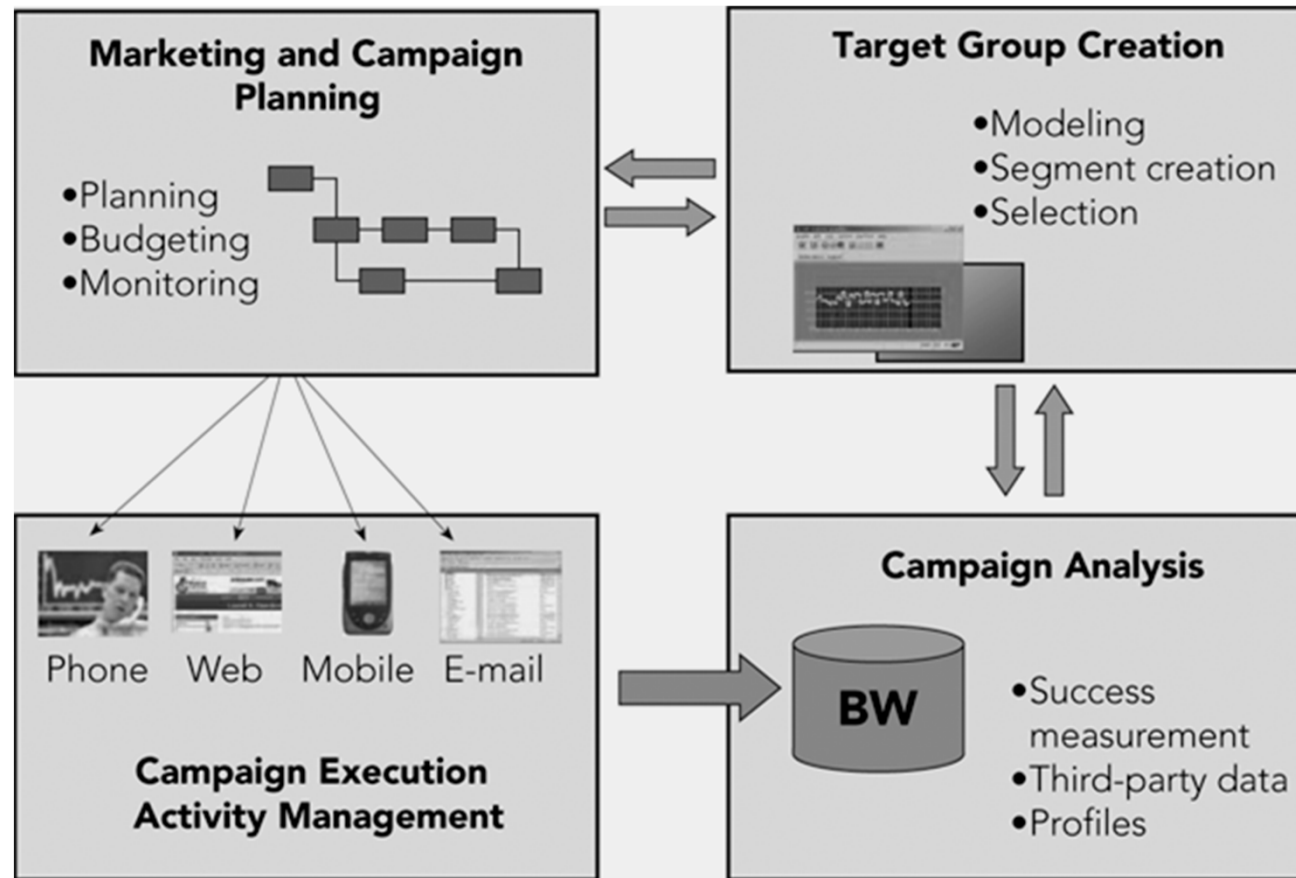 Marketing and Campaign
Planning
•Planning
•Budgeting
•Monitoring
Target Group Creation
•Modeling
•Segment creation
•Selection
Phone
Web
Mobile
E-mail
Campaign Execution
Activity Management
Campaign Analysis
BW
•Success
measurement
•Third-party data
•Profiles